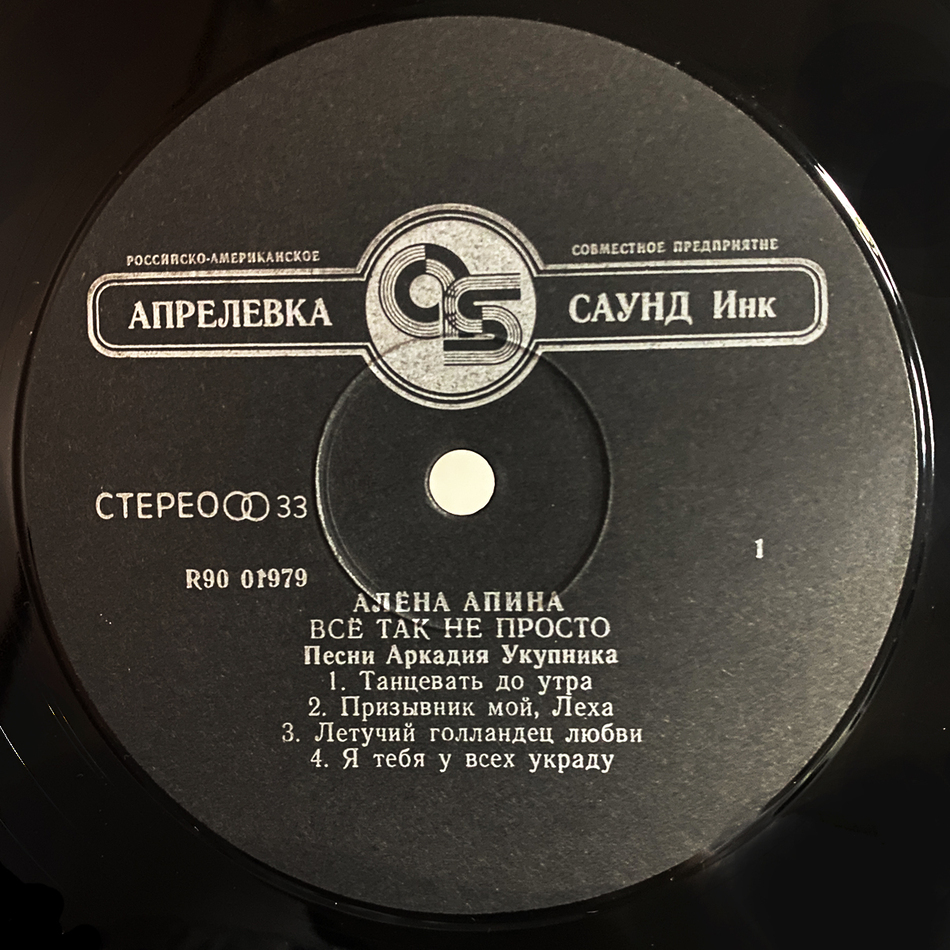 РОССИЙСКО-АМЕРИКАНСКОЕ СОВМЕСТНОЕ ПРЕДПРИЯТИЕ
АПРЕЛЕВКА САУНД Инк
СТЕРЕО 33
1
R90 01979
АЛЁНА АПИНА
ВСЁ ТАК НЕ ПРОСТО
Песни Аркадия Укупника
1. Танцевать до утра
2. Призывник мой, Леха
3. Летучий голландец любви
4. Я тебя у всех украду